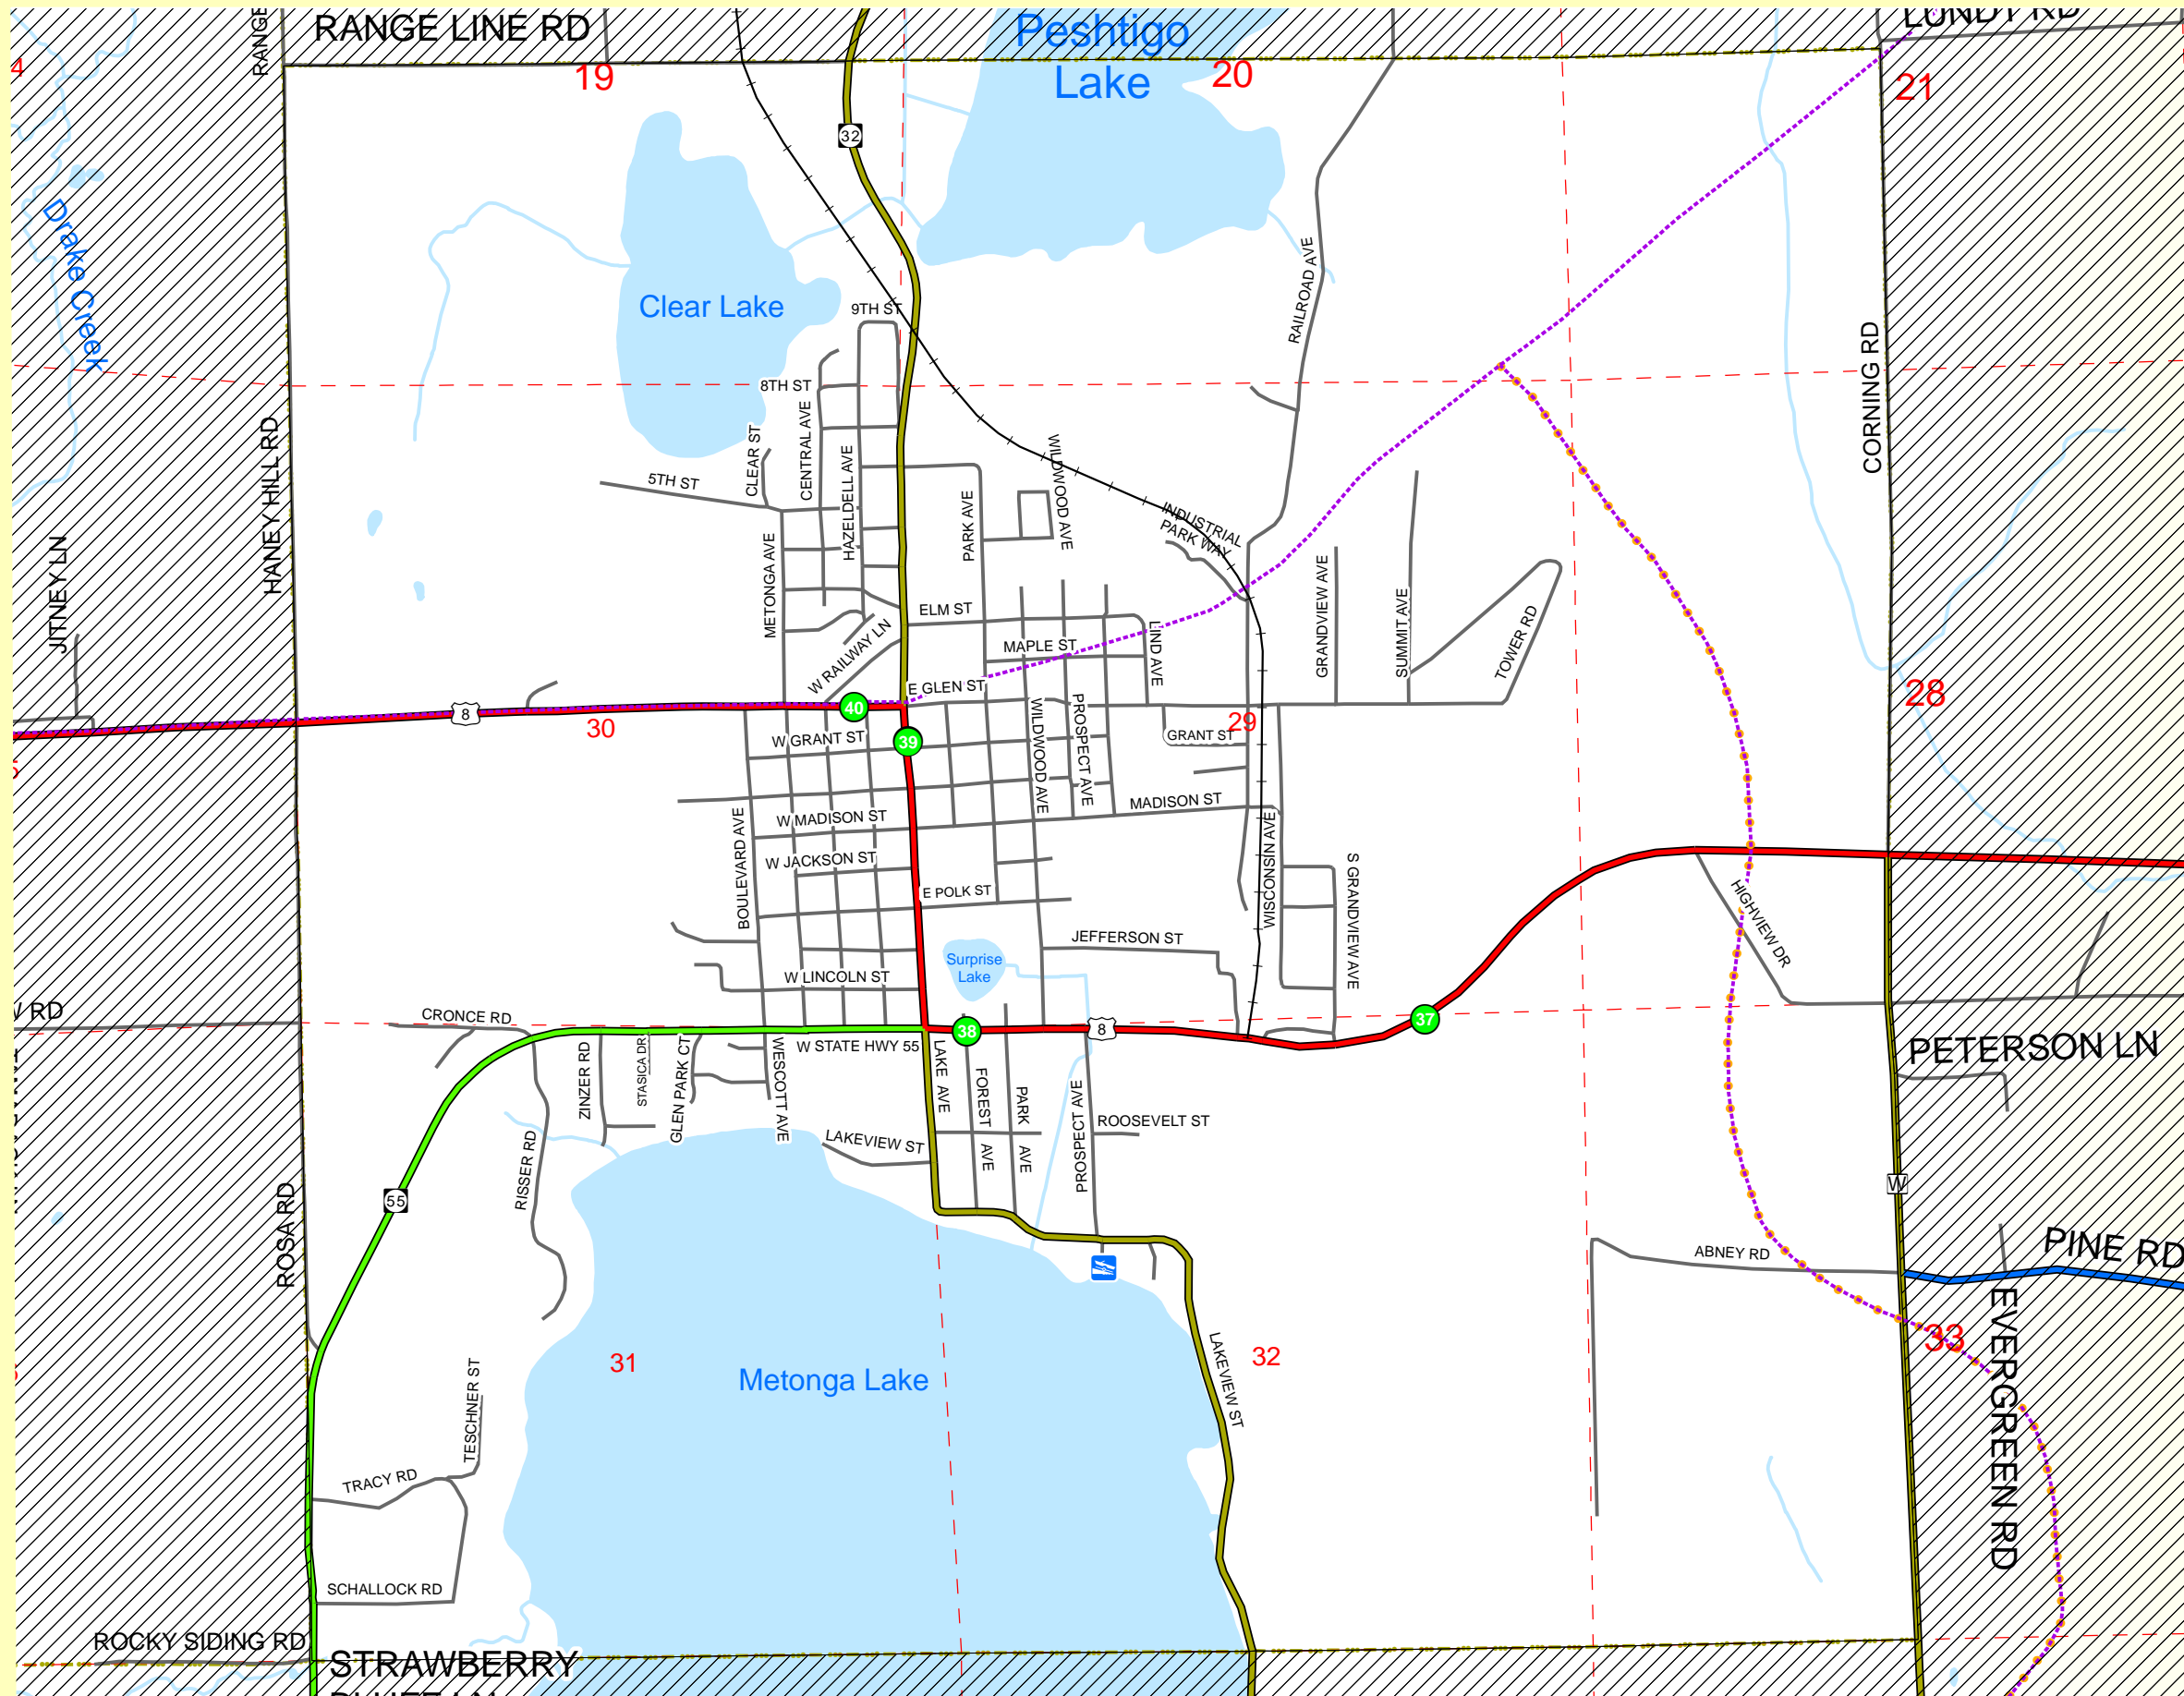 RANGE LINE RD
RANGE
Peshtigo
Lake
LUNDY RD
4
19
20
21
32
Drake Creek
Clear Lake
9TH ST
RAILROAD AVE
CORNING RD
8TH ST
CENTRAL AVE
CLEAR ST
HAZELDELL AVE
5TH ST
PARK AVE
WILDWOOD AVE
INDUSTRIAL
PARK WAY
HANEY HILL RD
JITNEY LN
METONGA AVE
ELM ST
MAPLE ST
LIND AVE
GRANDVIEW AVE
SUMMIT AVE
TOWER RD
W RAILWAY LN
E GLEN ST
8
40
30
39
29
28
W GRANT ST
GRANT ST
WILDWOOD AVE
PROSPECT AVE
MADISON ST
W MADISON ST
BOULEVARD AVE
W JACKSON ST
E POLK ST
WISCONSIN AVE
S GRANDVIEW AVE
HIGHVIEW DR
JEFFERSON ST
Surprise
Lake
W LINCOLN ST
CRONCE RD
RD
38
8
37
W STATE HWY 55
PETERSON LN
ZINZER RD
STASICA DR
GLEN PARK CT
WESCOTT AVE
LAKE AVE
FOREST AVE
PARK AVE
PROSPECT AVE
ROOSEVELT ST
LAKEVIEW ST
RISSER RD
55
W
ROSA RD
ABNEY RD
PINE RD
EVERGREEN RD
31
32
33
Metonga Lake
LAKEVIEW ST
TESCHNER ST
TRACY RD
SCHALLOCK RD
ROCKY SIDING RD
STRAWBERRY